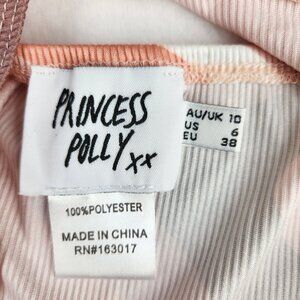 PRINCESS
POLLY xx
AU/UK 10
US 6
EU 38
100%POLYESTER
MADE IN CHINA
RN#163017